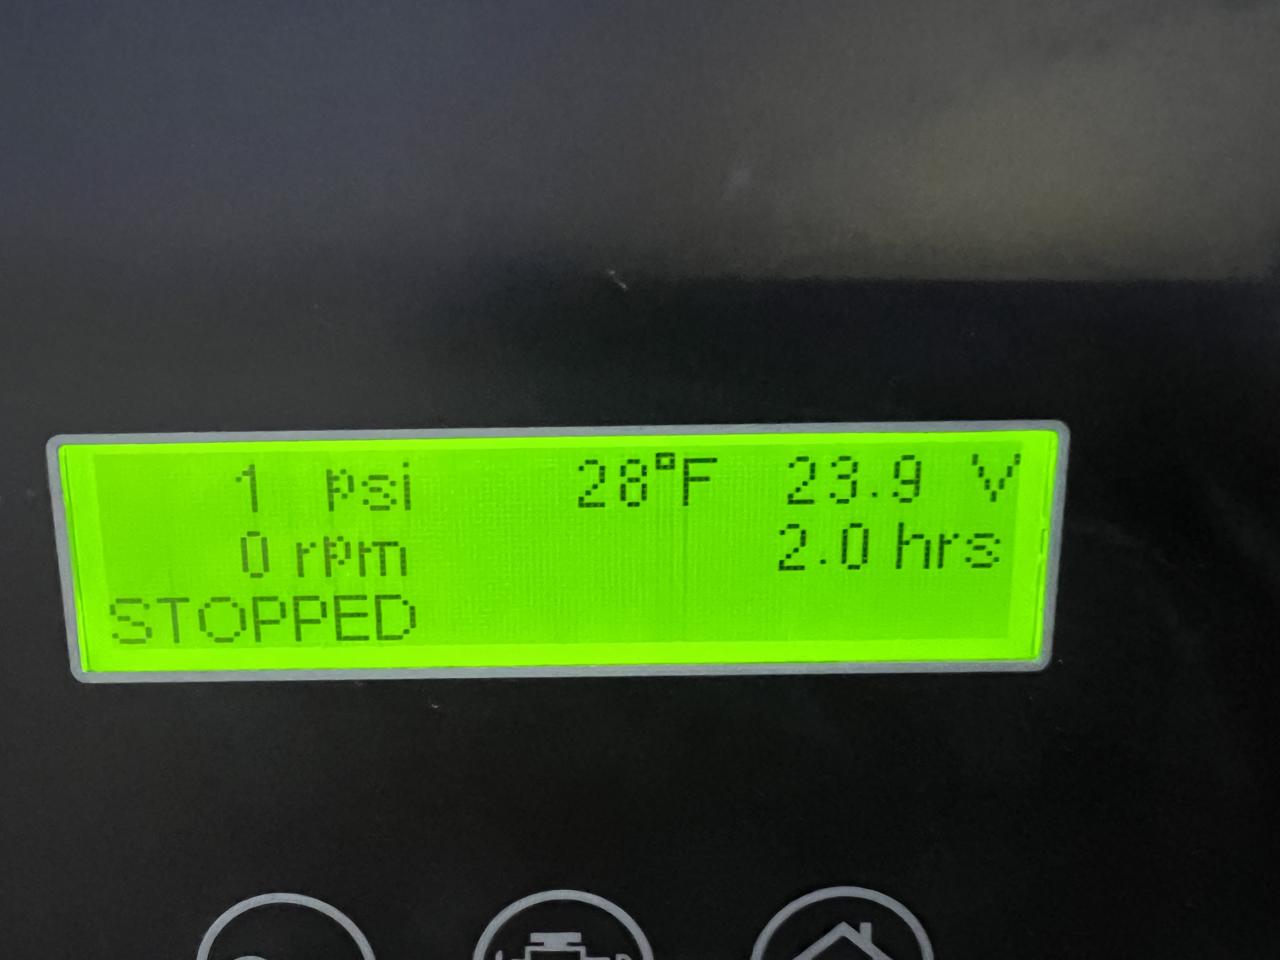 1 psi 28°F 23.9 V
0 rpm 2.0 hrs
STOPPED